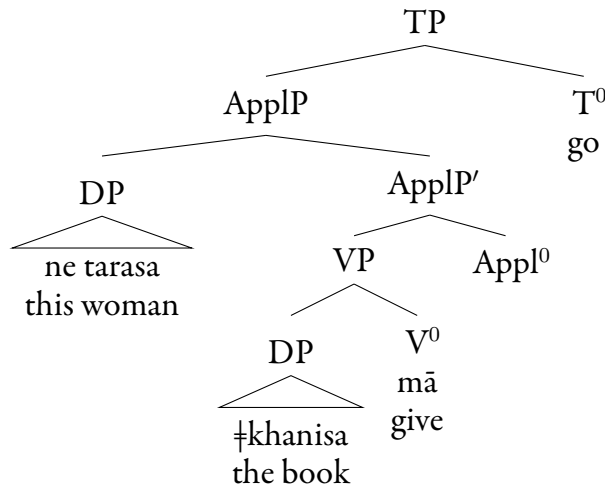 TP
ApplP T⁰
go
DP ApplP′
ne tarasa
this woman
VP Appl⁰
DP V⁰
mā
give
ǂkhanisa
the book